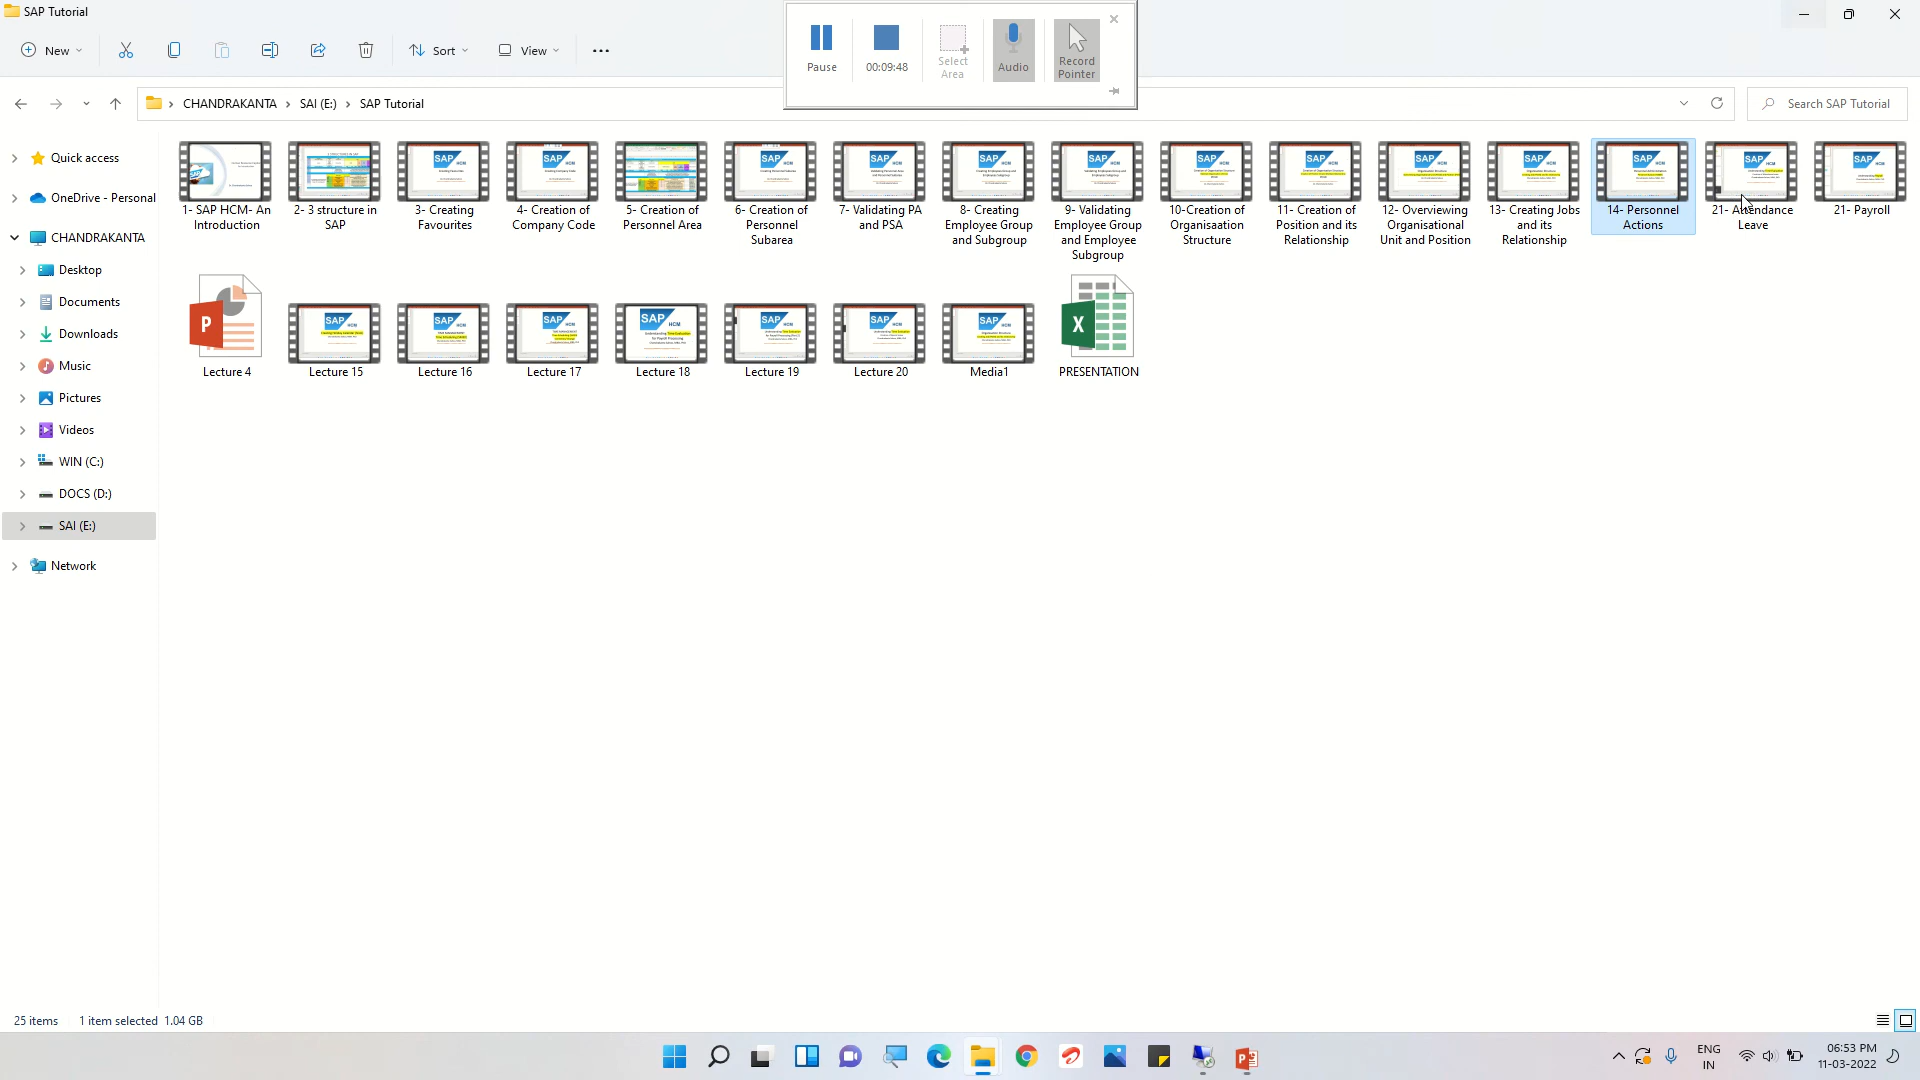 SAP Tutorial
New
Sort
View
Pause
00:09:48
Select
Area
Audio
Record
Pointer
CHANDRAKANTA
SAI (E:)
SAP Tutorial
Search SAP Tutorial
Quick access
OneDrive - Personal
CHANDRAKANTA
Desktop
Documents
Downloads
Music
Pictures
Videos
WIN (C:)
DOCS (D:)
SAI (E:)
Network
1- SAP HCM- An
Introduction
2- 3 structure in
SAP
3- Creating
Favourites
4- Creation of
Company Code
5- Creation of
Personnel Area
6- Creation of
Personnel
Subarea
7- Validating PA
and PSA
8- Creating
Employee Group
and Subgroup
9- Validating
Employee Group
and Employee
Subgroup
10-Creation of
Organisaation
Structure
11- Creation of
Position and its
Relationship
12- Overviewing
Organisational
Unit and Position
13- Creating Jobs
and its
Relationship
14- Personnel
Actions
21- Attendance
Leave
21- Payroll
Lecture 4
Lecture 15
Lecture 16
Lecture 17
Lecture 18
Lecture 19
Lecture 20
Media1
PRESENTATION
25 items
1 item selected 1.04 GB
ENG
IN
06:53 PM
11-03-2022